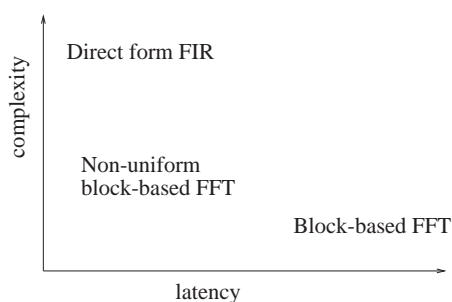 complexity
Direct form FIR
Non-uniform
block-based FFT
Block-based FFT
latency